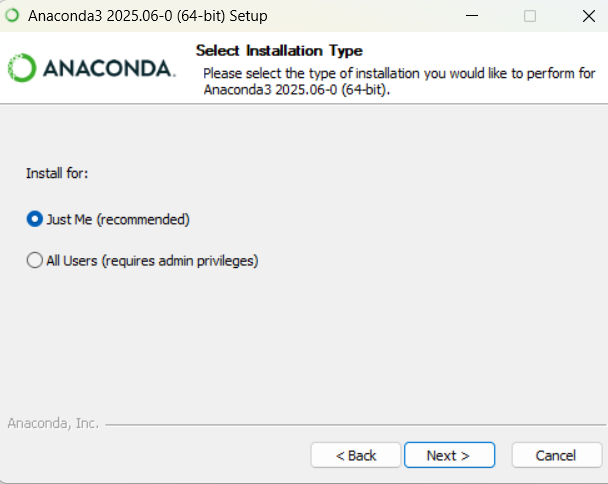 Anaconda3 2025.06-0 (64-bit) Setup
ANACONDA.
Select Installation Type
Please select the type of installation you would like to perform for
Anaconda3 2025.06-0 (64-bit).
Install for:
Just Me (recommended)
All Users (requires admin privileges)
Anaconda, Inc.
< Back
Next >
Cancel